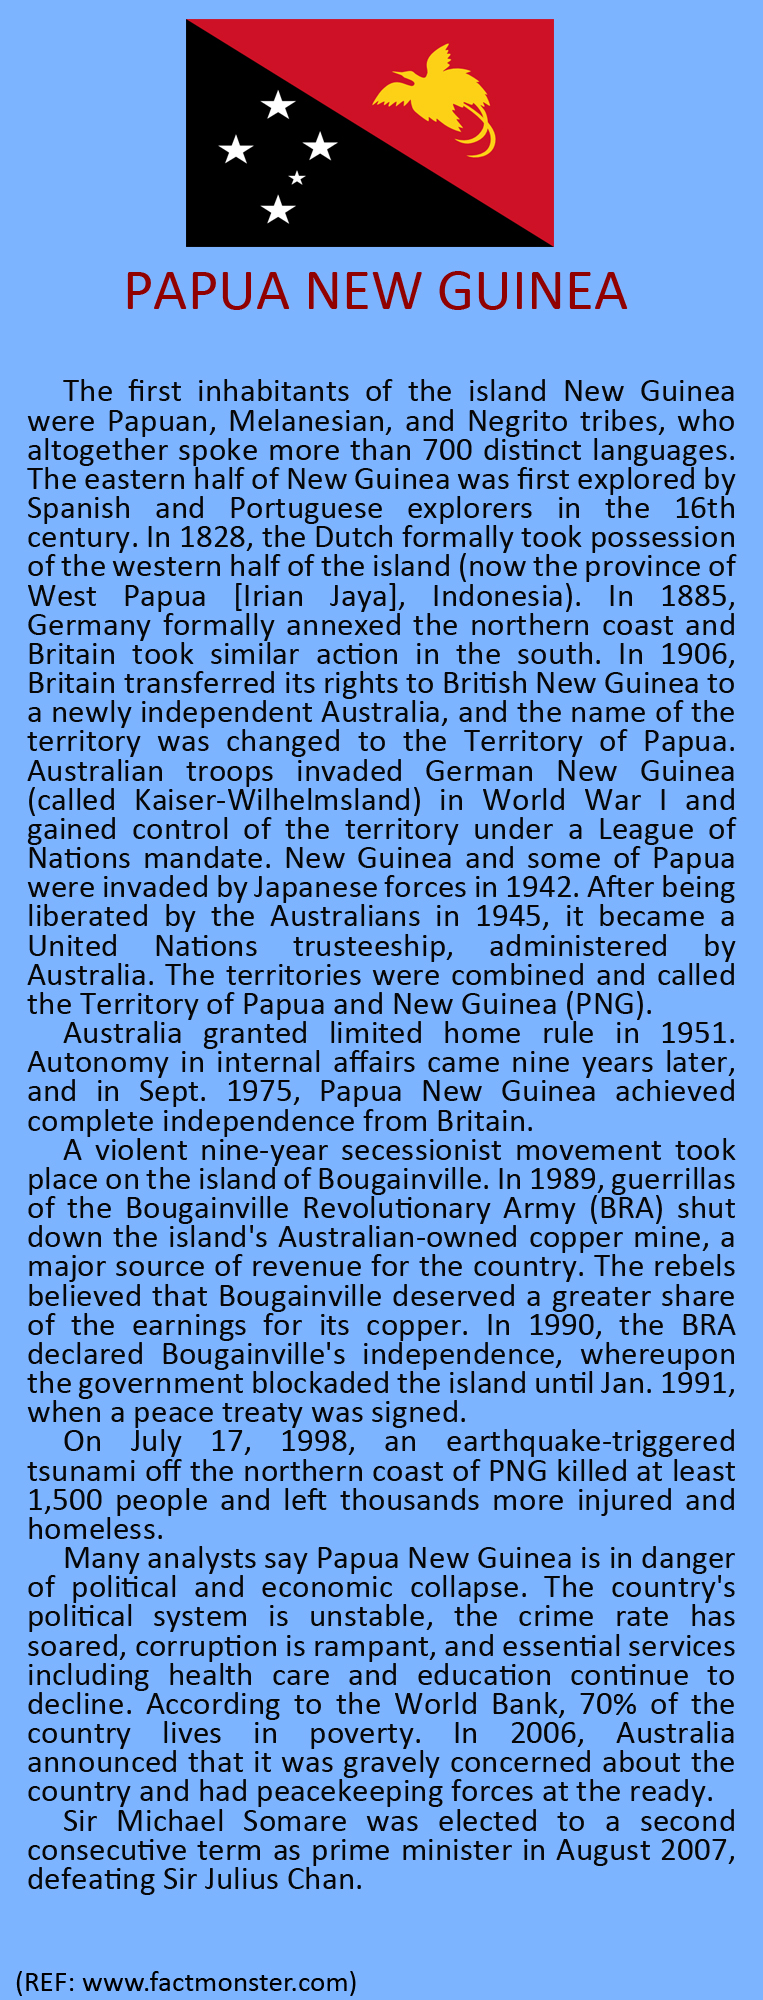 PAPUA NEW GUINEA
The first inhabitants of the island New Guinea
were Papuan, Melanesian, and Negrito tribes, who
altogether spoke more than 700 distinct languages.
The eastern half of New Guinea was first explored by
Spanish and Portuguese explorers in the 16th
century. In 1828, the Dutch formally took possession
of the western half of the island (now the province of
West Papua [Irian Jaya], Indonesia). In 1885,
Germany formally annexed the northern coast and
Britain took similar action in the south. In 1906,
Britain transferred its rights to British New Guinea to
a newly independent Australia, and the name of the
territory was changed to the Territory of Papua.
Australian troops invaded German New Guinea
(called Kaiser-Wilhelmsland) in World War I and
gained control of the territory under a League of
Nations mandate. New Guinea and some of Papua
were invaded by Japanese forces in 1942. After being
liberated by the Australians in 1945, it became a
United Nations trusteeship, administered by
Australia. The territories were combined and called
the Territory of Papua and New Guinea (PNG).
Australia granted limited home rule in 1951.
Autonomy in internal affairs came nine years later,
and in Sept. 1975, Papua New Guinea achieved
complete independence from Britain.
A violent nine-year secessionist movement took
place on the island of Bougainville. In 1989, guerrillas
of the Bougainville Revolutionary Army (BRA) shut
down the island's Australian-owned copper mine, a
major source of revenue for the country. The rebels
believed that Bougainville deserved a greater share
of the earnings for its copper. In 1990, the BRA
declared Bougainville's independence, whereupon
the government blockaded the island until Jan. 1991,
when a peace treaty was signed.
On July 17, 1998, an earthquake-triggered
tsunami off the northern coast of PNG killed at least
1,500 people and left thousands more injured and
homeless.
Many analysts say Papua New Guinea is in danger
of political and economic collapse. The country's
political system is unstable, the crime rate has
soared, corruption is rampant, and essential services
including health care and education continue to
decline. According to the World Bank, 70% of the
country lives in poverty. In 2006, Australia
announced that it was gravely concerned about the
country and had peacekeeping forces at the ready.
Sir Michael Somare was elected to a second
consecutive term as prime minister in August 2007,
defeating Sir Julius Chan.
(REF: www.factmonster.com)